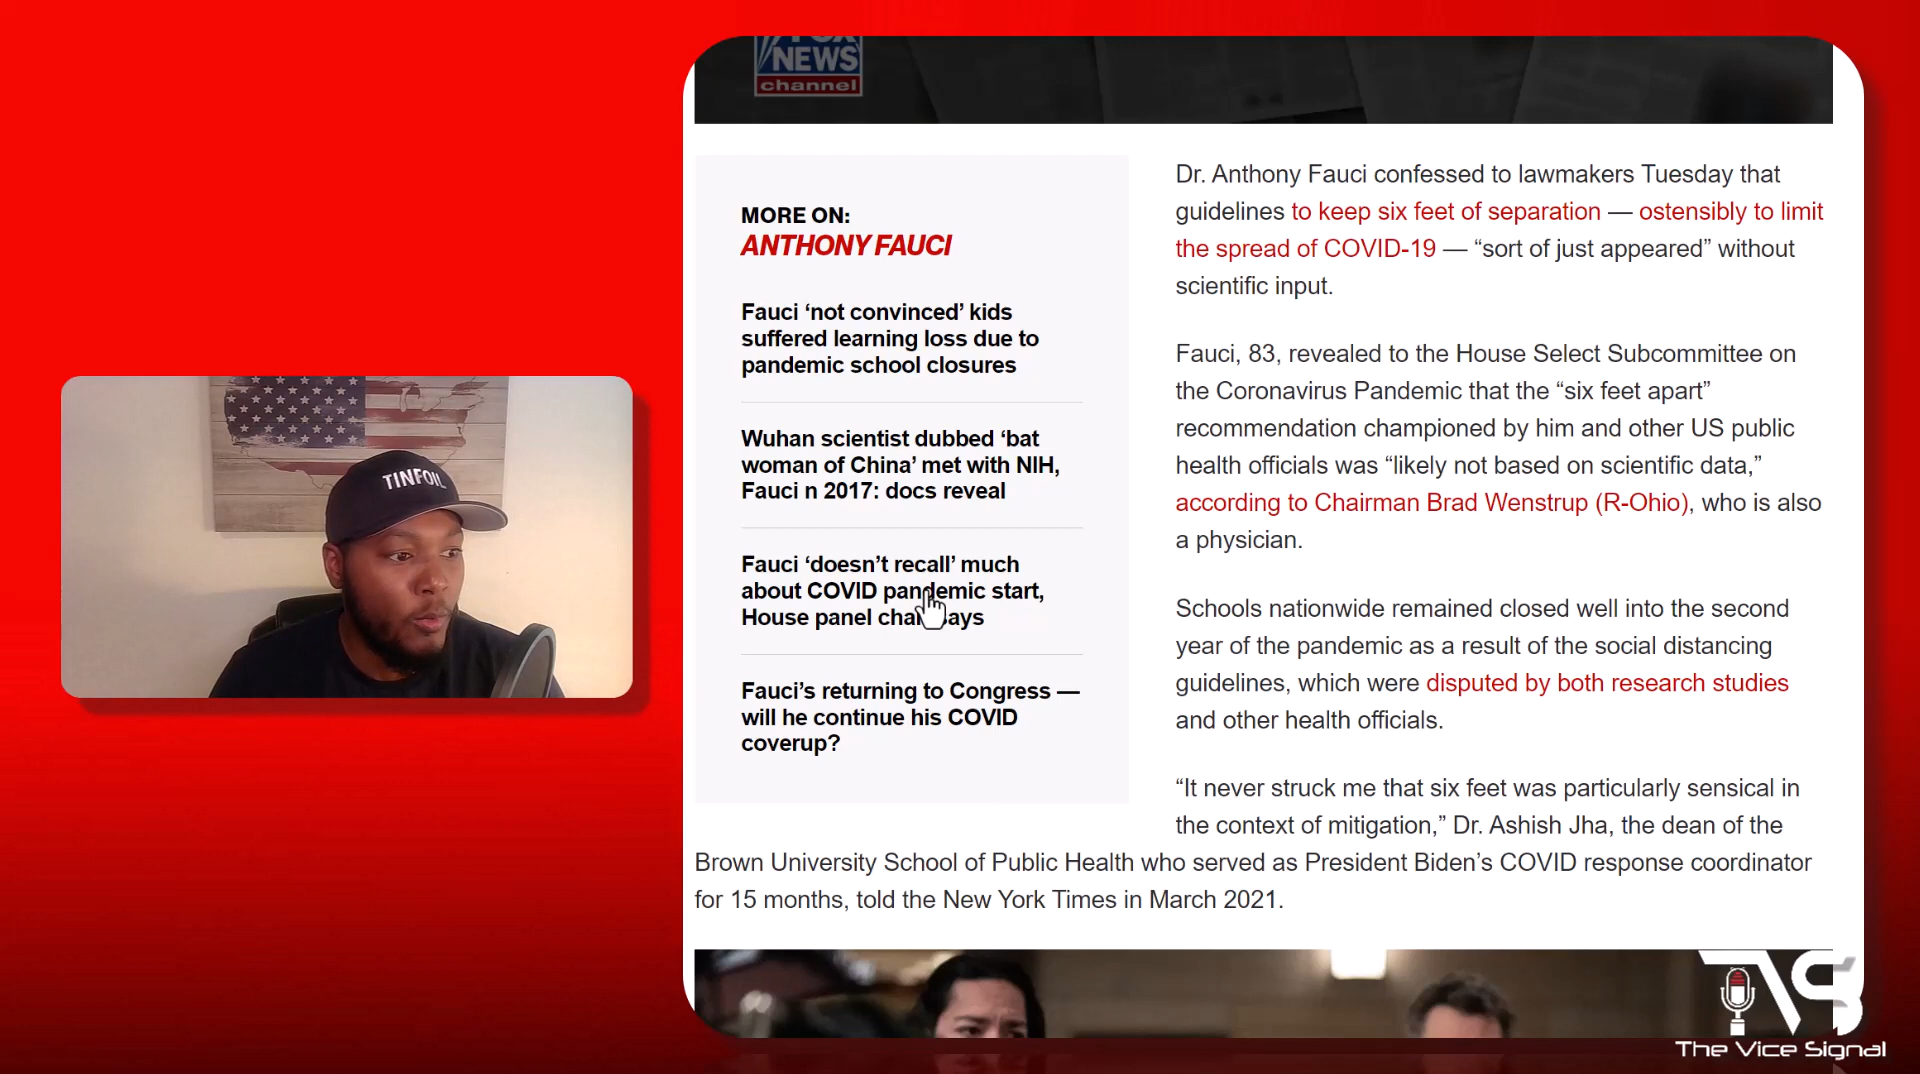 FOX
NEWS
channel
MORE ON:
ANTHONY FAUCI
Fauci ‘not convinced’ kids
suffered learning loss due to
pandemic school closures
Wuhan scientist dubbed ‘bat
woman of China’ met with NIH,
Fauci n 2017: docs reveal
Fauci ‘doesn’t recall’ much
about COVID pandemic start,
House panel chair says
Fauci’s returning to Congress —
will he continue his COVID
coverup?
Dr. Anthony Fauci confessed to lawmakers Tuesday that
guidelines to keep six feet of separation — ostensibly to limit
the spread of COVID-19 — “sort of just appeared” without
scientific input.
Fauci, 83, revealed to the House Select Subcommittee on
the Coronavirus Pandemic that the “six feet apart”
recommendation championed by him and other US public
health officials was “likely not based on scientific data,”
according to Chairman Brad Wenstrup (R-Ohio), who is also
a physician.
Schools nationwide remained closed well into the second
year of the pandemic as a result of the social distancing
guidelines, which were disputed by both research studies
and other health officials.
“It never struck me that six feet was particularly sensical in
the context of mitigation,” Dr. Ashish Jha, the dean of the
Brown University School of Public Health who served as President Biden’s COVID response coordinator
for 15 months, told the New York Times in March 2021.
TINFOIL
TVS
The Vice Signal